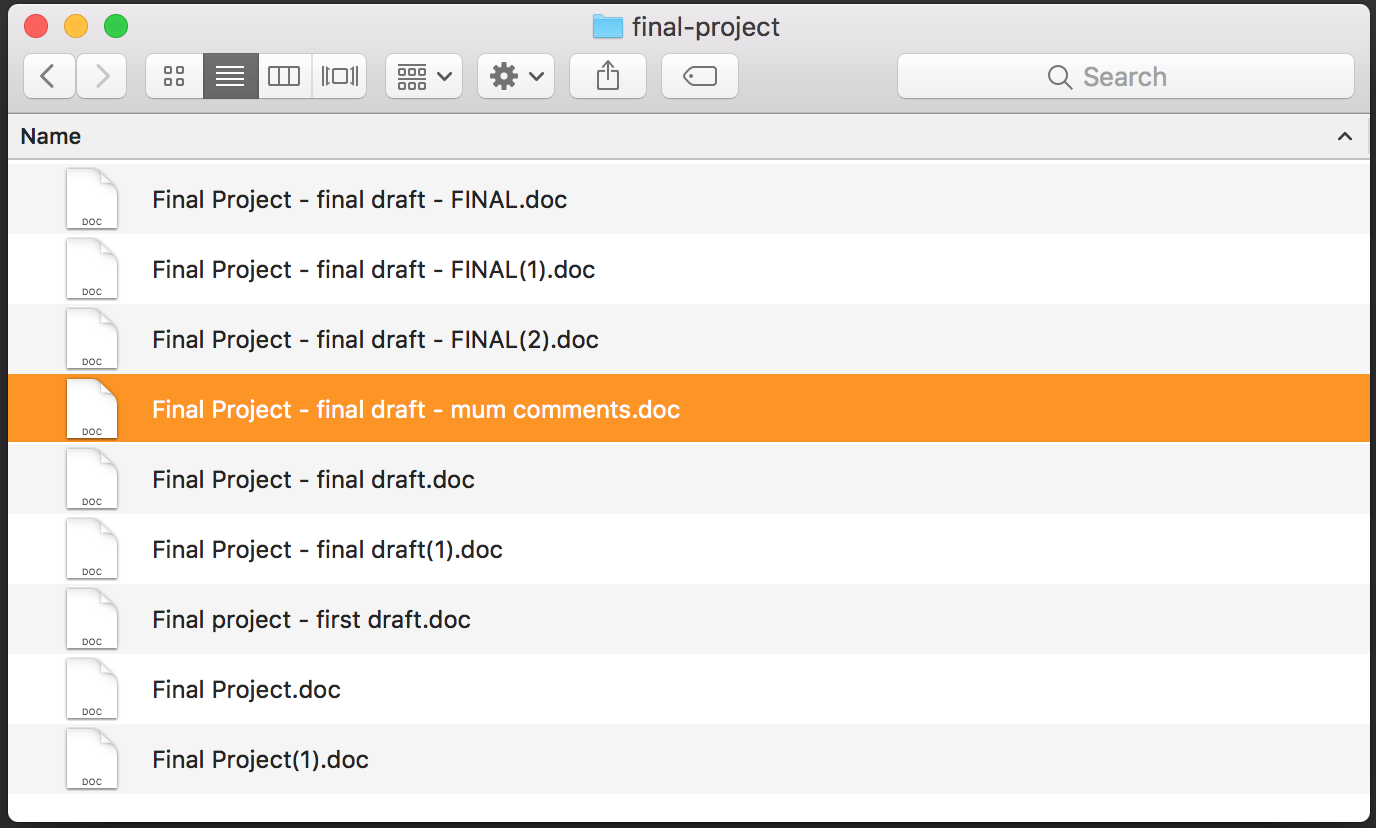 final-project
Search
Name
DOC Final Project - final draft - FINAL.doc
DOC Final Project - final draft - FINAL(1).doc
DOC Final Project - final draft - FINAL(2).doc
DOC Final Project - final draft - mum comments.doc
DOC Final Project - final draft.doc
DOC Final Project - final draft(1).doc
DOC Final project - first draft.doc
DOC Final Project.doc
DOC Final Project(1).doc